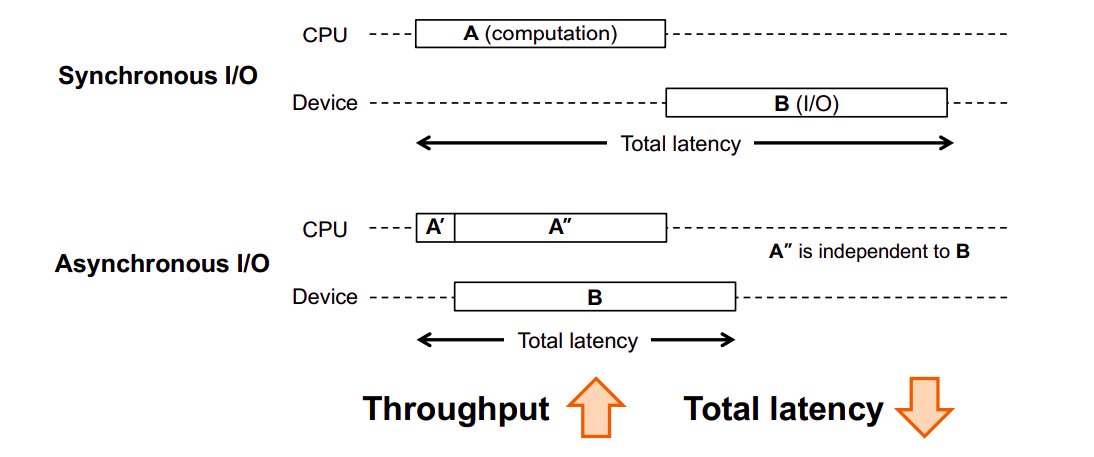 CPU
A (computation)
Synchronous I/O
Device
B (I/O)
Total latency
CPU
A′
A″
A″ is independent to B
Asynchronous I/O
Device
B
Total latency
Throughput
Total latency